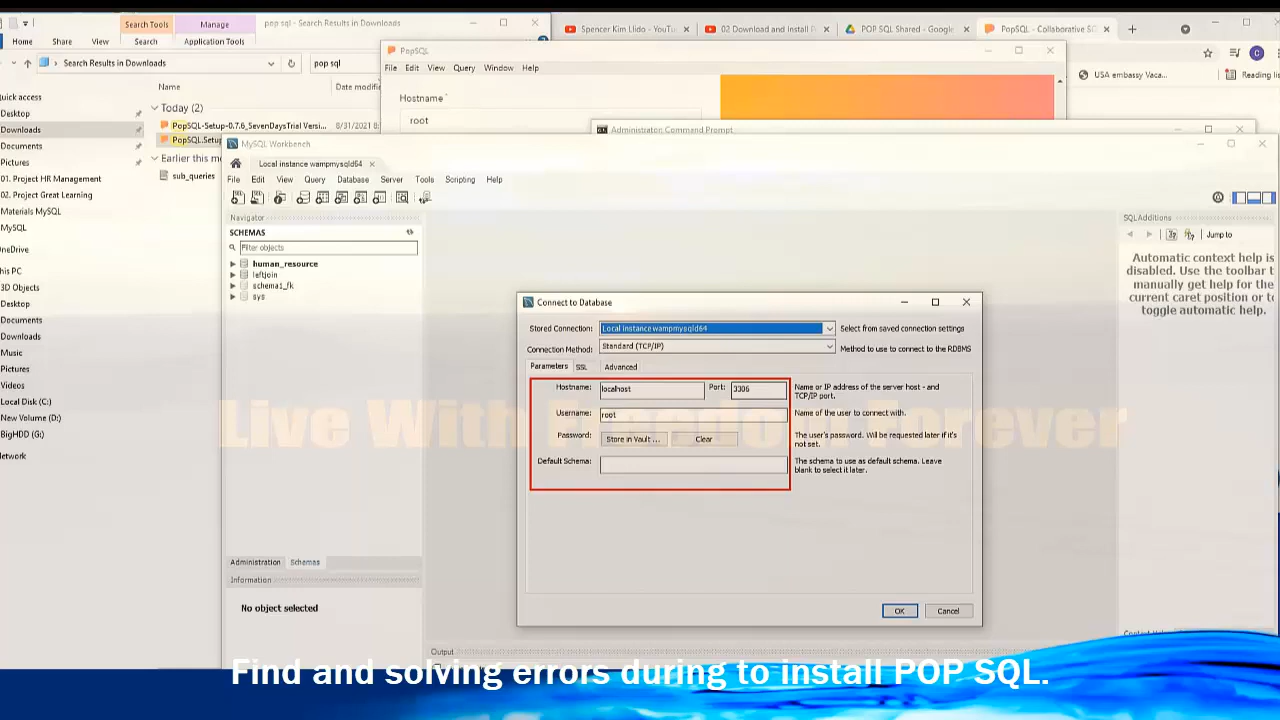 Search Tools
Manage
pop sql - Search Results in Downloads
Spencer Kim Llido - YouTu
02 Download and Install P
POP SQL Shared - Google
PopSQL - Collaborative S
Home
Share
View
Search
Application Tools
PopSQL
File Edit View Query Window Help
USA embassy Vaca...
Reading lis
C
Search Results in Downloads
pop sql
Name
Date modifie
Hostname *
root
Quick access
Desktop
Downloads
Documents
Pictures
01. Project HR Management
02. Project Great Learning
Materials MySQL
MySQL
OneDrive
his PC
3D Objects
Desktop
Documents
Downloads
Music
Pictures
Videos
Local Disk (C:)
New Volume (D:)
BigHDD (G:)
etwork
Today (2)
PopSQL-Setup-0.7.6_SevenDaysTrial Versi...
8/31/2021 8:
PopSQL.Setup
Earlier this mo
sub_queries
Administrator: Command Prompt
MySQL Workbench
Local instance wampmysqld64
File Edit View Query Database Server Tools Scripting Help
Navigator
SCHEMAS
Filter objects
human_resource
leftjoin
schema1_fk
sys
Administration
Schemas
Information
No object selected
SQLAdditions
Jump to
Automatic context help is
disabled. Use the toolbar t
manually get help for the
current caret position or to
toggle automatic help.
Connect to Database
Stored Connection:
Local instance wampmysqld64
Select from saved connection settings
Connection Method:
Standard (TCP/IP)
Method to use to connect to the RDBMS
Parameters
SSL
Advanced
Hostname:
localhost
Port:
3306
Name or IP address of the server host - and
TCP/IP port.
Username:
root
Name of the user to connect with.
Password:
Store in Vault ...
Clear
The user's password. Will be requested later if it's
not set.
Default Schema:
The schema to use as default schema. Leave
blank to select it later.
OK
Cancel
Live With Freedom Forever
Output
Find and solving errors during to install POP SQL.